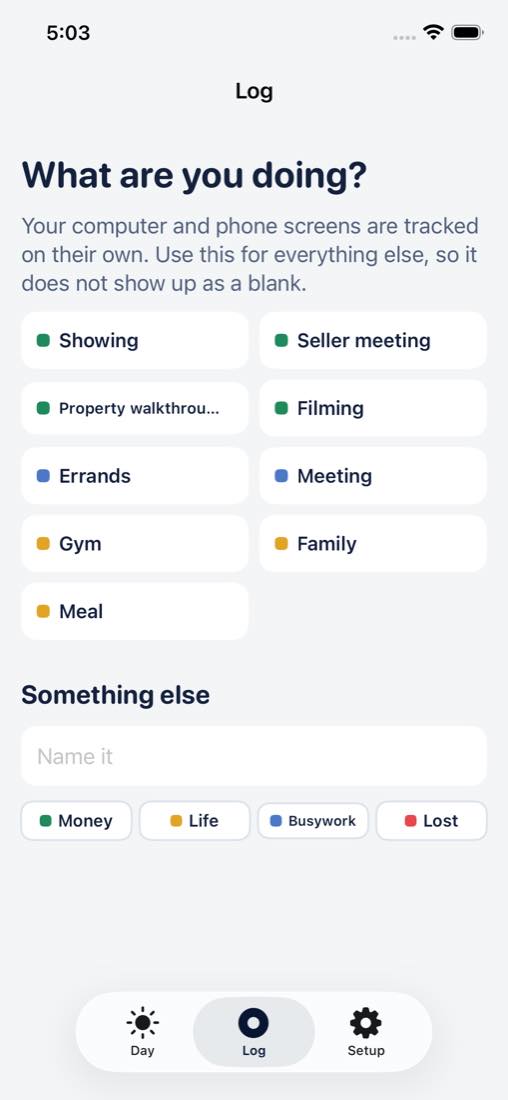 5:03
Log
What are you doing?
Your computer and phone screens are tracked
on their own. Use this for everything else, so it
does not show up as a blank.
Showing
Seller meeting
Property walkthrou...
Filming
Errands
Meeting
Gym
Family
Meal
Something else
Name it
Money
Life
Busywork
Lost
Day
Log
Setup